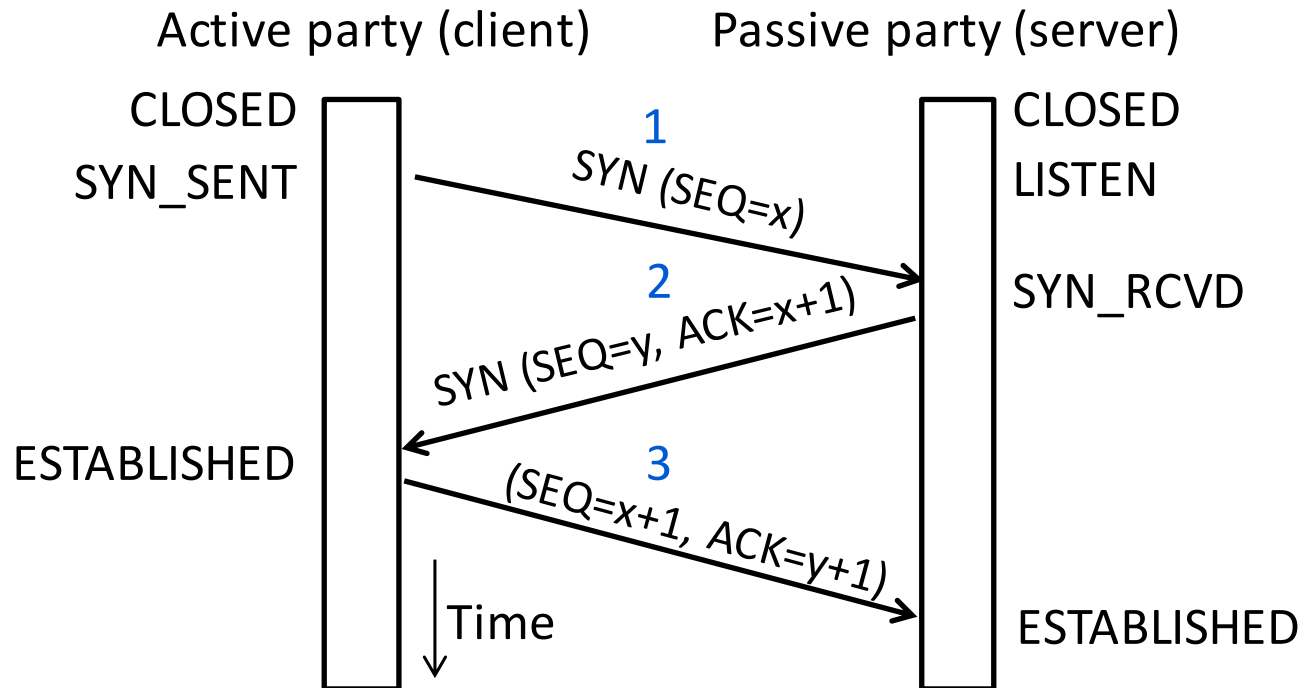 Active party (client)
Passive party (server)
CLOSED
CLOSED
1
SYN_SENT
SYN (SEQ=x)
LISTEN
2
SYN_RCVD
SYN (SEQ=y, ACK=x+1)
ESTABLISHED
3
(SEQ=x+1, ACK=y+1)
Time
ESTABLISHED